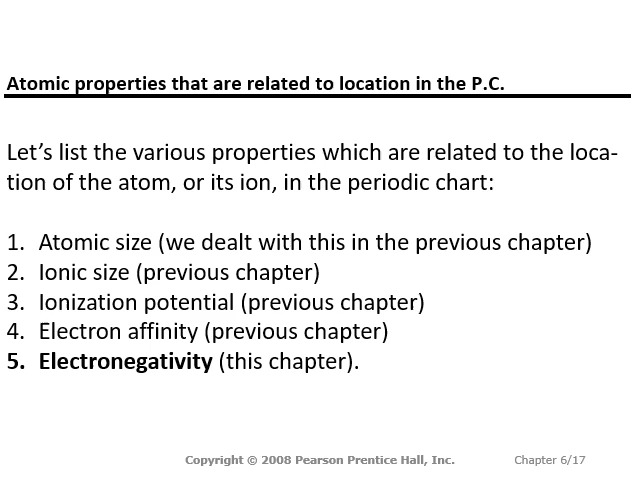 Atomic properties that are related to location in the P.C.
Let’s list the various properties which are related to the loca-
tion of the atom, or its ion, in the periodic chart:
1. Atomic size (we dealt with this in the previous chapter)
2. Ionic size (previous chapter)
3. Ionization potential (previous chapter)
4. Electron affinity (previous chapter)
5. Electronegativity (this chapter).
Copyright © 2008 Pearson Prentice Hall, Inc. Chapter 6/17